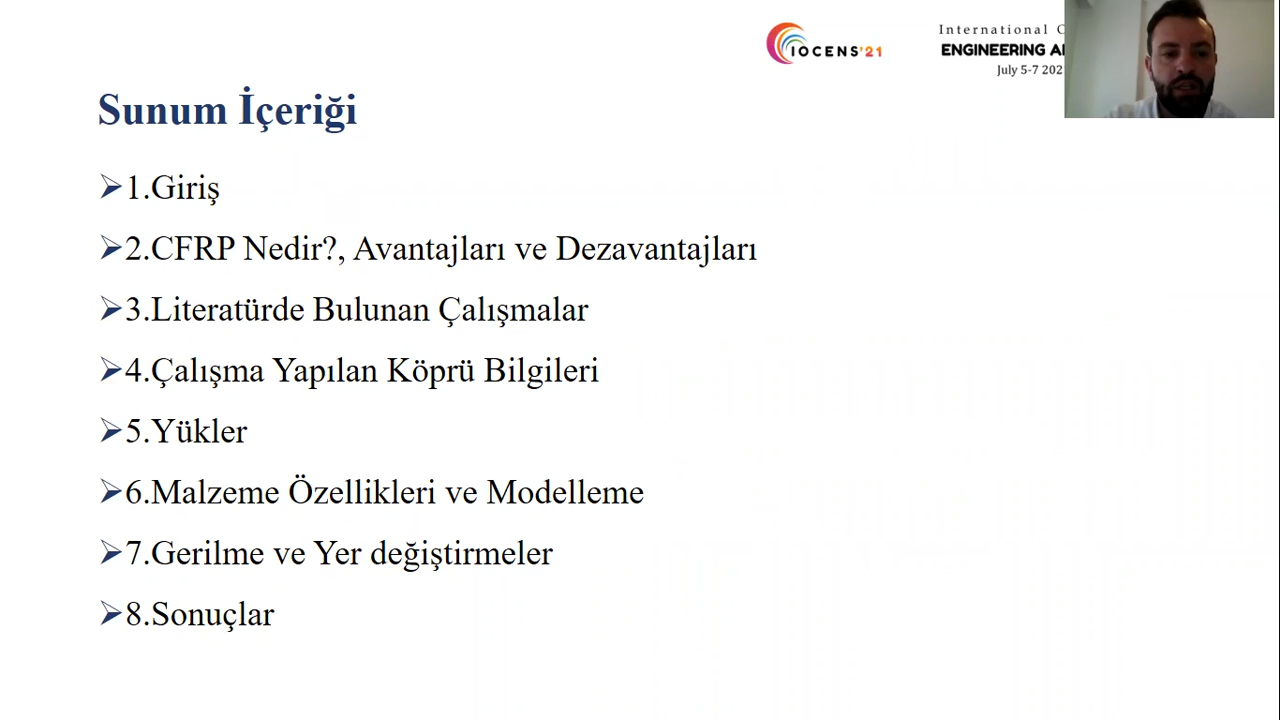 IOCENS'21
International
ENGINEERING
July 5-7
Sunum İçeriği
1.Giriş
2.CFRP Nedir?, Avantajları ve Dezavantajları
3.Literatürde Bulunan Çalışmalar
4.Çalışma Yapılan Köprü Bilgileri
5.Yükler
6.Malzeme Özellikleri ve Modelleme
7.Gerilme ve Yer değiştirmeler
8.Sonuçlar